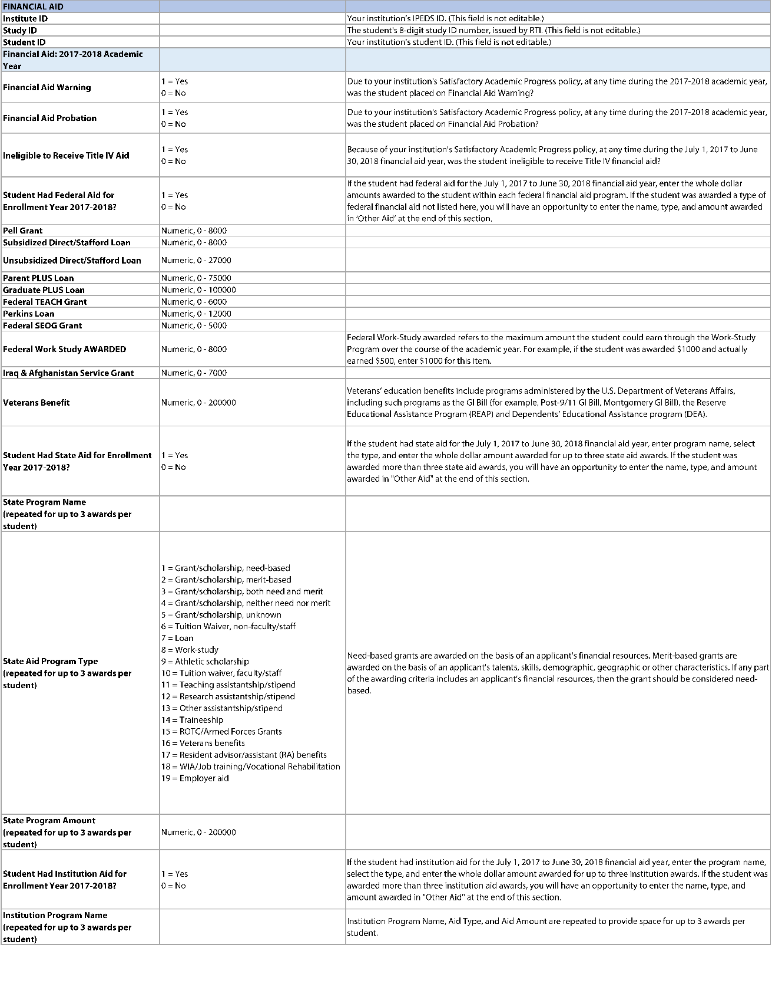 FINANCIAL AID
Institute ID
Your institution's IPEDS ID. (This field is not editable.)
Study ID
The student's 8-digit study ID number, issued by RTI. (This field is not editable.)
Student ID
Your institution's student ID. (This field is not editable.)
Financial Aid: 2017-2018 Academic
Year
Financial Aid Warning
1 = Yes
0 = No
Due to your institution's Satisfactory Academic Progress policy, at any time during the 2017-2018 academic year,
was the student placed on Financial Aid Warning?
Financial Aid Probation
1 = Yes
0 = No
Due to your institution's Satisfactory Academic Progress policy, at any time during the 2017-2018 academic year,
was the student placed on Financial Aid Probation?
Ineligible to Receive Title IV Aid
1 = Yes
0 = No
Because of your institution's Satisfactory Academic Progress policy, at any time during the July 1, 2017 to June
30, 2018 financial aid year, was the student ineligible to receive Title IV financial aid?
Student Had Federal Aid for
Enrollment Year 2017-2018?
1 = Yes
0 = No
If the student had federal aid for the July 1, 2017 to June 30, 2018 financial aid year, enter the whole dollar
amounts awarded to the student within each federal financial aid program. If the student was awarded a type of
federal financial aid not listed here, you will have an opportunity to enter the name, type, and amount awarded
in ‘Other Aid’ at the end of this section.
Pell Grant
Numeric, 0 - 8000
Subsidized Direct/Stafford Loan
Numeric, 0 - 8000
Unsubsidized Direct/Stafford Loan
Numeric, 0 - 27000
Parent PLUS Loan
Numeric, 0 - 75000
Graduate PLUS Loan
Numeric, 0 - 100000
Federal TEACH Grant
Numeric, 0 - 6000
Perkins Loan
Numeric, 0 - 12000
Federal SEOG Grant
Numeric, 0 - 5000
Federal Work Study AWARDED
Numeric, 0 - 8000
Federal Work-Study awarded refers to the maximum amount the student could earn through the Work-Study
Program over the course of the academic year. For example, if the student was awarded $1000 and actually
earned $500, enter $1000 for this item.
Iraq & Afghanistan Service Grant
Numeric, 0 - 7000
Veterans Benefit
Numeric, 0 - 200000
Veterans’ education benefits include programs administered by the U.S. Department of Veterans Affairs,
including such programs as the GI Bill (for example, Post-9/11 GI Bill, Montgomery GI Bill), the Reserve
Educational Assistance Program (REAP) and Dependents’ Educational Assistance program (DEA).
Student Had State Aid for Enrollment
Year 2017-2018?
1 = Yes
0 = No
If the student had state aid for the July 1, 2017 to June 30, 2018 financial aid year, enter program name, select
the type, and enter the whole dollar amount awarded for up to three state aid awards. If the student was
awarded more than three state aid awards, you will have an opportunity to enter the name, type, and amount
awarded in "Other Aid" at the end of this section.
State Program Name
(repeated for up to 3 awards per
student)
State Aid Program Type
(repeated for up to 3 awards per
student)
1 = Grant/scholarship, need-based
2 = Grant/scholarship, merit-based
3 = Grant/scholarship, both need and merit
4 = Grant/scholarship, neither need nor merit
5 = Grant/scholarship, unknown
6 = Tuition Waiver, non-faculty/staff
7 = Loan
8 = Work-study
9 = Athletic scholarship
10 = Tuition waiver, faculty/staff
11 = Teaching assistantship/stipend
12 = Research assistantship/stipend
13 = Other assistantship/stipend
14 = Traineeship
15 = ROTC/Armed Forces Grants
16 = Veterans benefits
17 = Resident advisor/assistant (RA) benefits
18 = WIA/Job training/Vocational Rehabilitation
19 = Employer aid
Need-based grants are awarded on the basis of an applicant's financial resources. Merit-based grants are
awarded on the basis of an applicant's talents, skills, demographic, geographic or other characteristics. If any part
of the awarding criteria includes an applicant's financial resources, then the grant should be considered need-
based.
State Program Amount
(repeated for up to 3 awards per
student)
Numeric, 0 - 200000
Student Had Institution Aid for
Enrollment Year 2017-2018?
1 = Yes
0 = No
If the student had institution aid for the July 1, 2017 to June 30, 2018 financial aid year, enter the program name,
select the type, and enter the whole dollar amount awarded for up to three institution awards. If the student was
awarded more than three institution aid awards, you will have an opportunity to enter the name, type, and
amount awarded in "Other Aid" at the end of this section.
Institution Program Name
(repeated for up to 3 awards per
student)
Institution Program Name, Aid Type, and Aid Amount are repeated to provide space for up to 3 awards per
student.